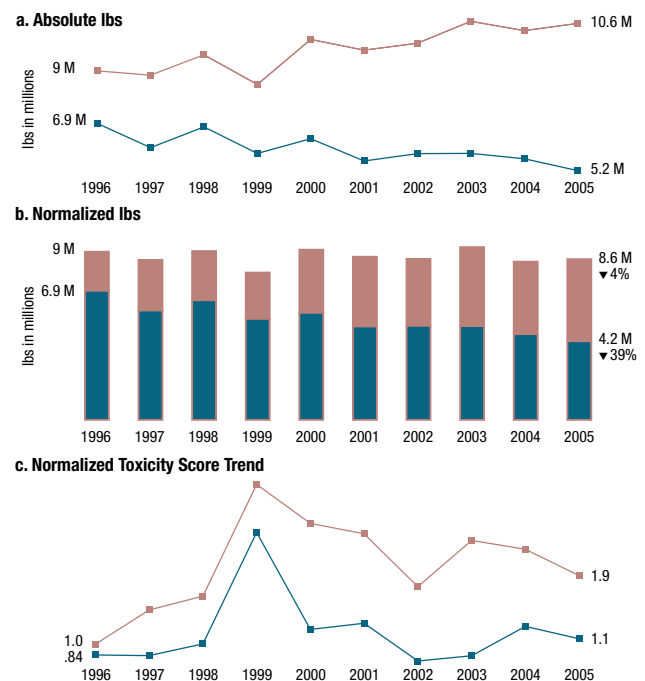 a. Absolute lbs
10.6 M
9 M
6.9 M
lbs in millions
5.2 M
1996 1997 1998 1999 2000 2001 2002 2003 2004 2005
b. Normalized lbs
9 M
8.6 M
▼4%
6.9 M
lbs in millions
4.2 M
▼39%
1996 1997 1998 1999 2000 2001 2002 2003 2004 2005
c. Normalized Toxicity Score Trend
1.9
1.0
.84
1.1
1996 1997 1998 1999 2000 2001 2002 2003 2004 2005